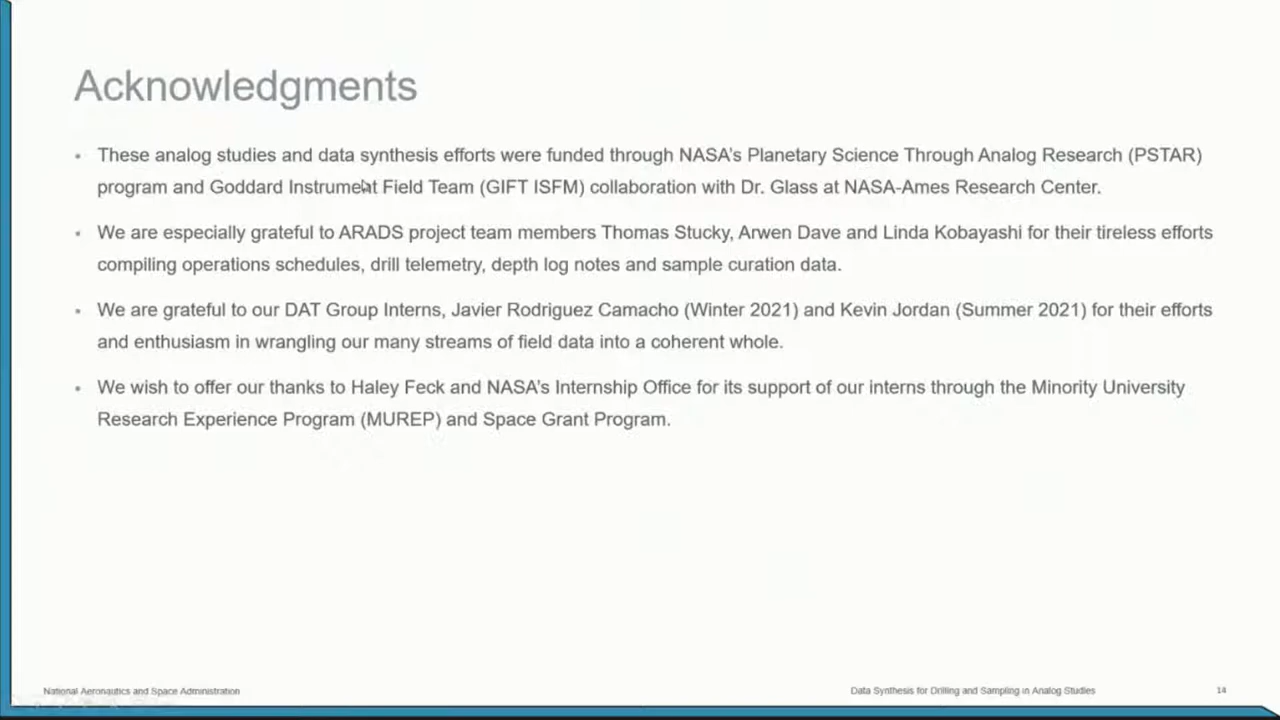 Acknowledgments
• These analog studies and data synthesis efforts were funded through NASA's Planetary Science Through Analog Research (PSTAR)
program and Goddard Instrument Field Team (GIFT ISFM) collaboration with Dr. Glass at NASA-Ames Research Center.
• We are especially grateful to ARADS project team members Thomas Stucky, Arwen Dave and Linda Kobayashi for their tireless efforts
compiling operations schedules, drill telemetry, depth log notes and sample curation data.
• We are grateful to our DAT Group Interns, Javier Rodriguez Camacho (Winter 2021) and Kevin Jordan (Summer 2021) for their efforts
and enthusiasm in wrangling our many streams of field data into a coherent whole.
• We wish to offer our thanks to Haley Feck and NASA's Internship Office for its support of our interns through the Minority University
Research Experience Program (MUREP) and Space Grant Program.
National Aeronautics and Space Administration
Data Synthesis for Drilling and Sampling in Analog Studies
14